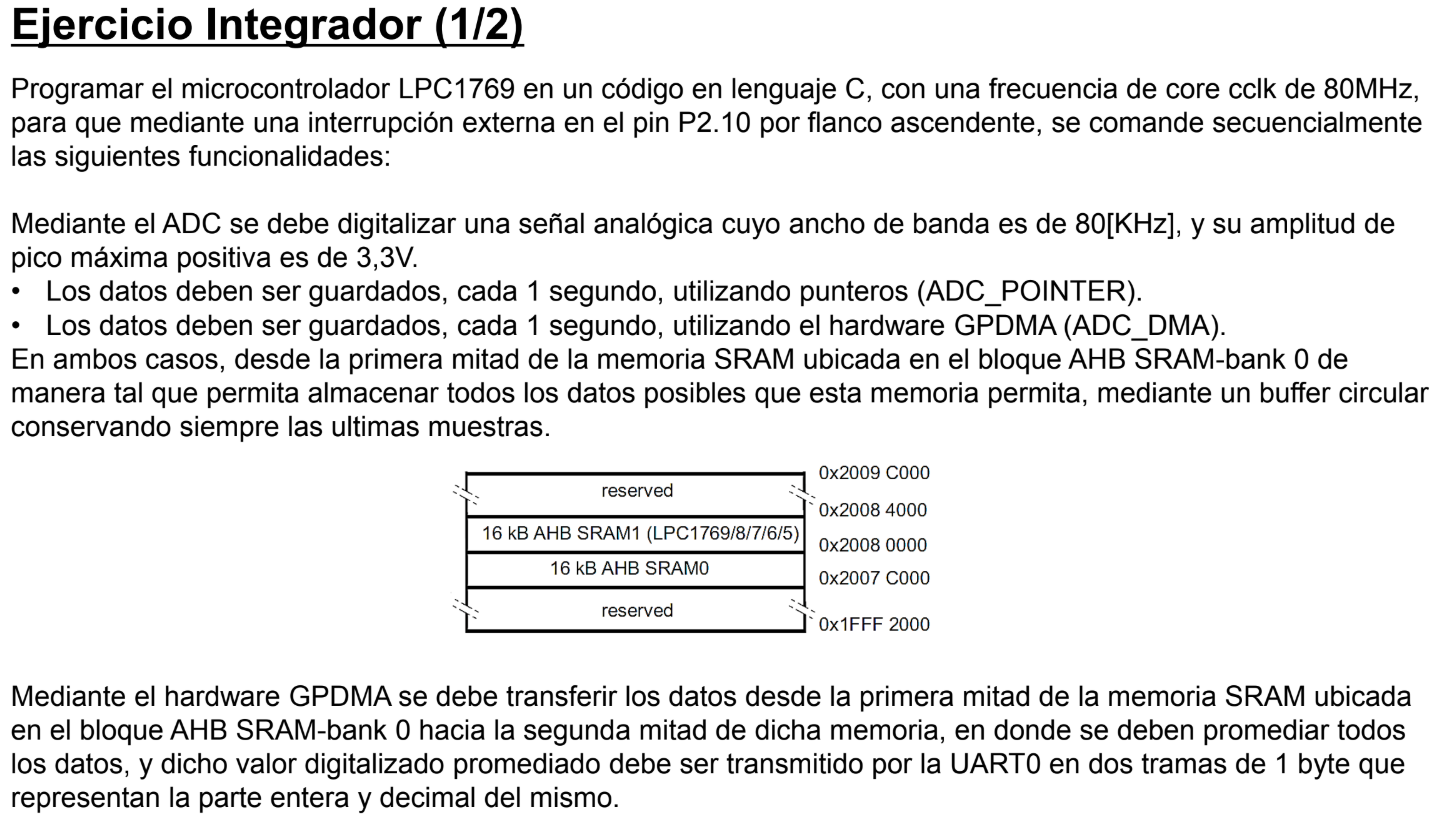 Ejercicio Integrador (1/2)
Programar el microcontrolador LPC1769 en un código en lenguaje C, con una frecuencia de core cclk de 80MHz,
para que mediante una interrupción externa en el pin P2.10 por flanco ascendente, se comande secuencialmente
las siguientes funcionalidades:
Mediante el ADC se debe digitalizar una señal analógica cuyo ancho de banda es de 80[KHz], y su amplitud de
pico máxima positiva es de 3,3V.
• Los datos deben ser guardados, cada 1 segundo, utilizando punteros (ADC_POINTER).
• Los datos deben ser guardados, cada 1 segundo, utilizando el hardware GPDMA (ADC_DMA).
En ambos casos, desde la primera mitad de la memoria SRAM ubicada en el bloque AHB SRAM-bank 0 de
manera tal que permita almacenar todos los datos posibles que esta memoria permita, mediante un buffer circular
conservando siempre las ultimas muestras.
0x2009 C000
reserved
0x2008 4000
16 kB AHB SRAM1 (LPC1769/8/7/6/5)
0x2008 0000
16 kB AHB SRAM0
0x2007 C000
reserved
0x1FFF 2000
Mediante el hardware GPDMA se debe transferir los datos desde la primera mitad de la memoria SRAM ubicada
en el bloque AHB SRAM-bank 0 hacia la segunda mitad de dicha memoria, en donde se deben promediar todos
los datos, y dicho valor digitalizado promediado debe ser transmitido por la UART0 en dos tramas de 1 byte que
representan la parte entera y decimal del mismo.